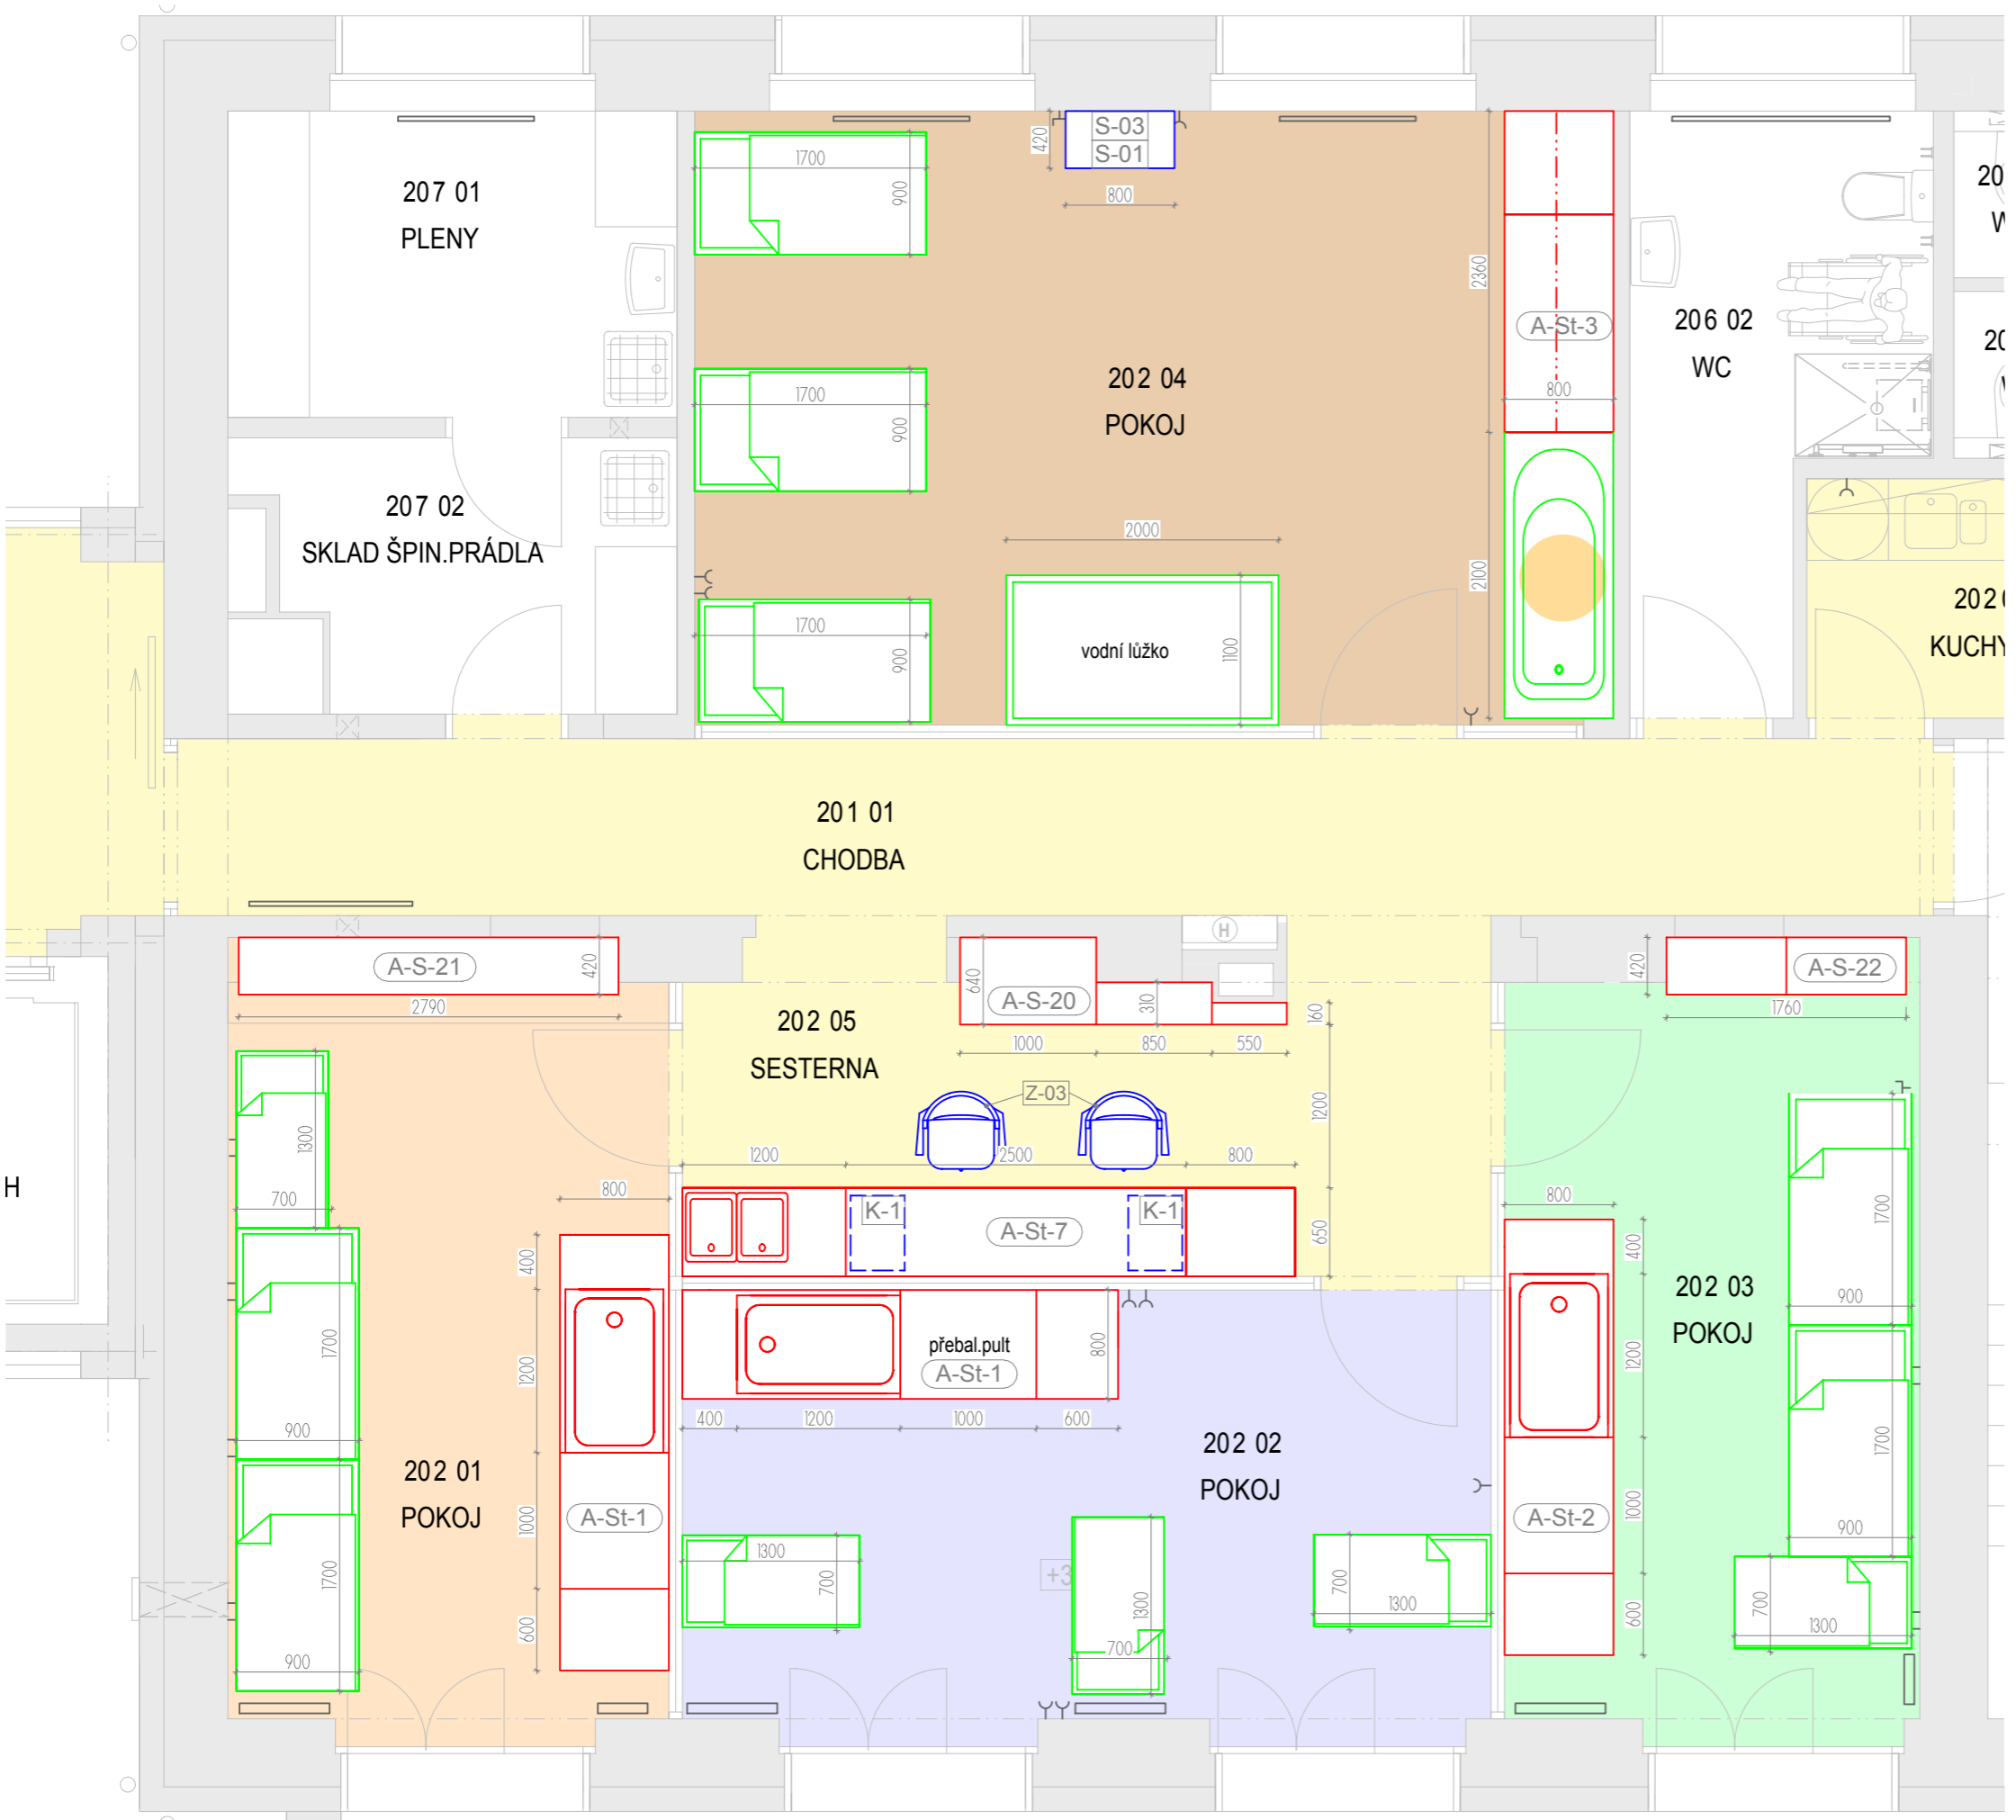 S-03
S-01
420
800
1700
900
207 01
PLENY
2360
A-St-3
800
206 02
WC
202 04
POKOJ
1700
900
207 02
SKLAD ŠPIN.PRÁDLA
2000
2100
1700
900
vodní lůžko
1100
201 01
CHODBA
A-S-21
420
2790
640
A-S-20
310
H
420
A-S-22
1760
202 05
SESTERNA
160
1000
850
550
Z-03
1200
1300
700
1200
2500
800
800
800
K-1
A-St-7
K-1
650
H
400
1700
900
1200
přebal.pult
A-St-1
800
400
1200
1000
600
1700
900
400
1200
202 03
POKOJ
202 02
POKOJ
202 01
POKOJ
1000
A-St-1
1700
900
600
1300
700
+3
1300
700
700
1300
A-St-2
1000
600
1700
900
700
1300